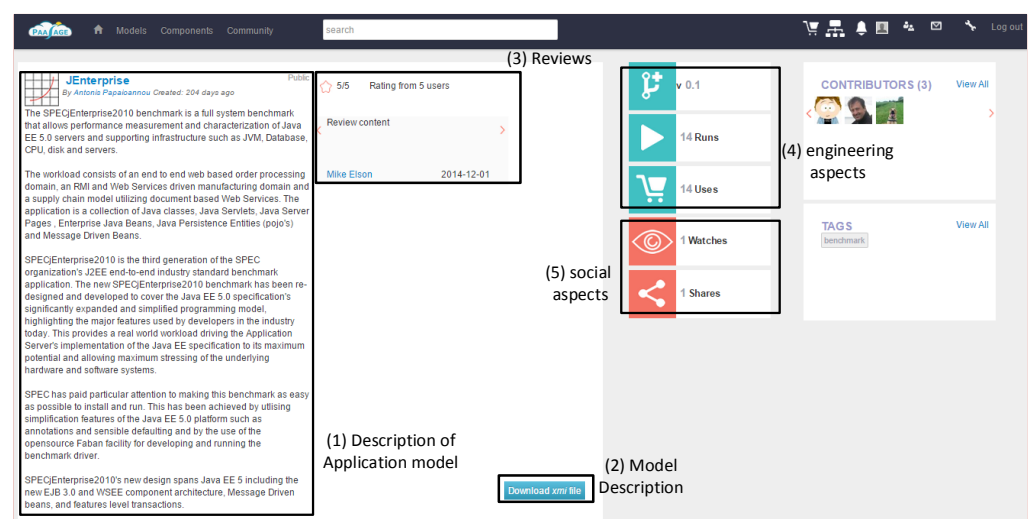 PAASAGE
Models Components Community
search
Log out
(3) Reviews
JEnterprise
Public
By Antonis Papaioannou Created: 204 days ago
The SPECjEnterprise2010 benchmark is a full system benchmark
that allows performance measurement and characterization of Java
EE 5.0 servers and supporting infrastructure such as JVM, Database,
CPU, disk and servers.
The workload consists of an end to end web based order processing
domain, an RMI and Web Services driven manufacturing domain and
a supply chain model utilizing document based Web Services. The
application is a collection of Java classes, Java Servlets, Java Server
Pages , Enterprise Java Beans, Java Persistence Entities (pojo's)
and Message Driven Beans.
SPECjEnterprise2010 is the third generation of the SPEC
organization's J2EE end-to-end industry standard benchmark
application. The new SPECjEnterprise2010 benchmark has been re-
designed and developed to cover the Java EE 5.0 specification's
significantly expanded and simplified programming model,
highlighting the major features used by developers in the industry
today. This provides a real world workload driving the Application
Server's implementation of the Java EE specification to its maximum
potential and allowing maximum stressing of the underlying
hardware and software systems.
SPEC has paid particular attention to making this benchmark as easy
as possible to install and run. This has been achieved by utlising
simplification features of the Java EE 5.0 platform such as
annotations and sensible defaulting and by the use of the
opensource Faban facility for developing and running the
benchmark driver.
SPECjEnterprise2010's new design spans Java EE 5 including the
new EJB 3.0 and WSEE component architecture, Message Driven
beans, and features level transactions.
5/5 Rating from 5 users
Review content
Mike Elson 2014-12-01
(1) Description of
Application model
(2) Model
Description
Download xmi file
v 0.1
14 Runs
14 Uses
(4) engineering
aspects
1 Watches
1 Shares
(5) social
aspects
CONTRIBUTORS (3) View All
TAGS View All
benchmark